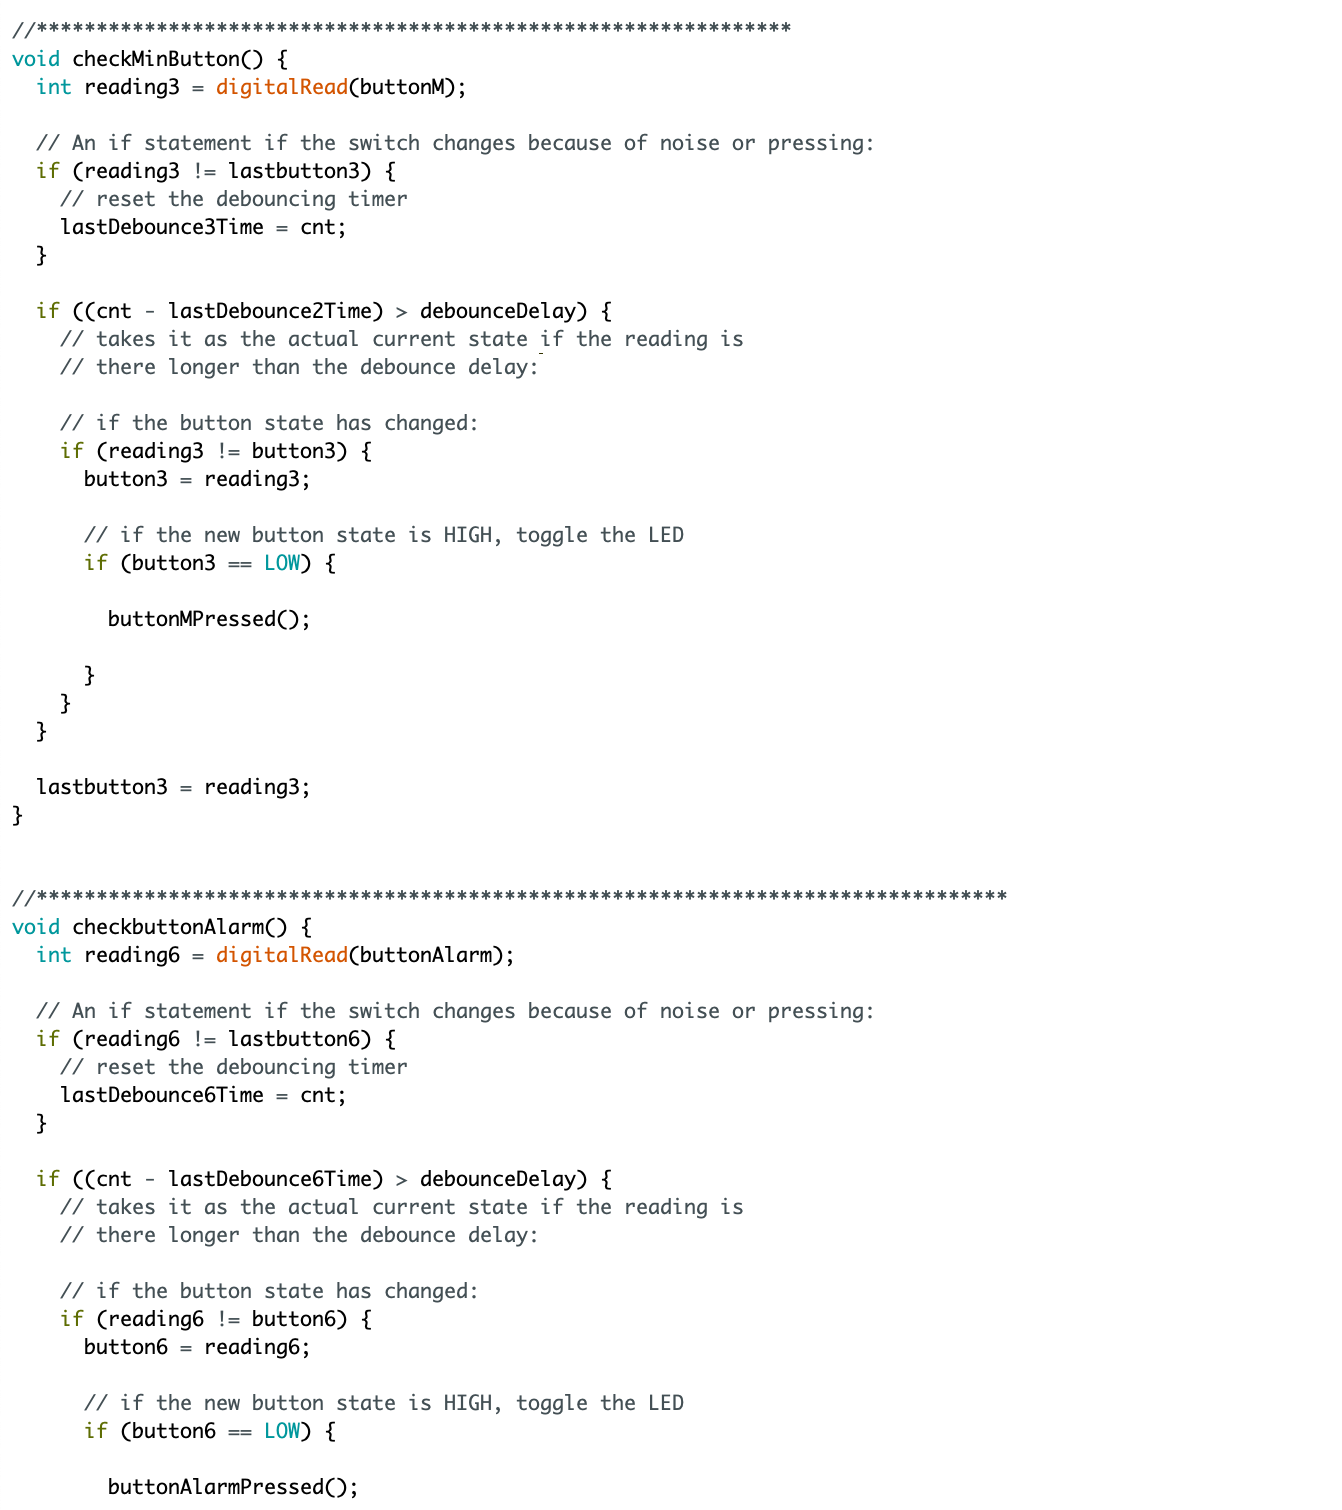 //***************************************************************
void checkMinButton() {
  int reading3 = digitalRead(buttonM);
  // An if statement if the switch changes because of noise or pressing:
  if (reading3 != lastbutton3) {
    // reset the debouncing timer
    lastDebounce3Time = cnt;
  }
  if ((cnt - lastDebounce2Time) > debounceDelay) {
    // takes it as the actual current state if the reading is
    // there longer than the debounce delay:
    // if the button state has changed:
    if (reading3 != button3) {
      button3 = reading3;
      // if the new button state is HIGH, toggle the LED
      if (button3 == LOW) {
        buttonMPressed();
      }
    }
  }
  lastbutton3 = reading3;
}
//*********************************************************************************
void checkbuttonAlarm() {
  int reading6 = digitalRead(buttonAlarm);
  // An if statement if the switch changes because of noise or pressing:
  if (reading6 != lastbutton6) {
    // reset the debouncing timer
    lastDebounce6Time = cnt;
  }
  if ((cnt - lastDebounce6Time) > debounceDelay) {
    // takes it as the actual current state if the reading is
    // there longer than the debounce delay:
    // if the button state has changed:
    if (reading6 != button6) {
      button6 = reading6;
      // if the new button state is HIGH, toggle the LED
      if (button6 == LOW) {
        buttonAlarmPressed();